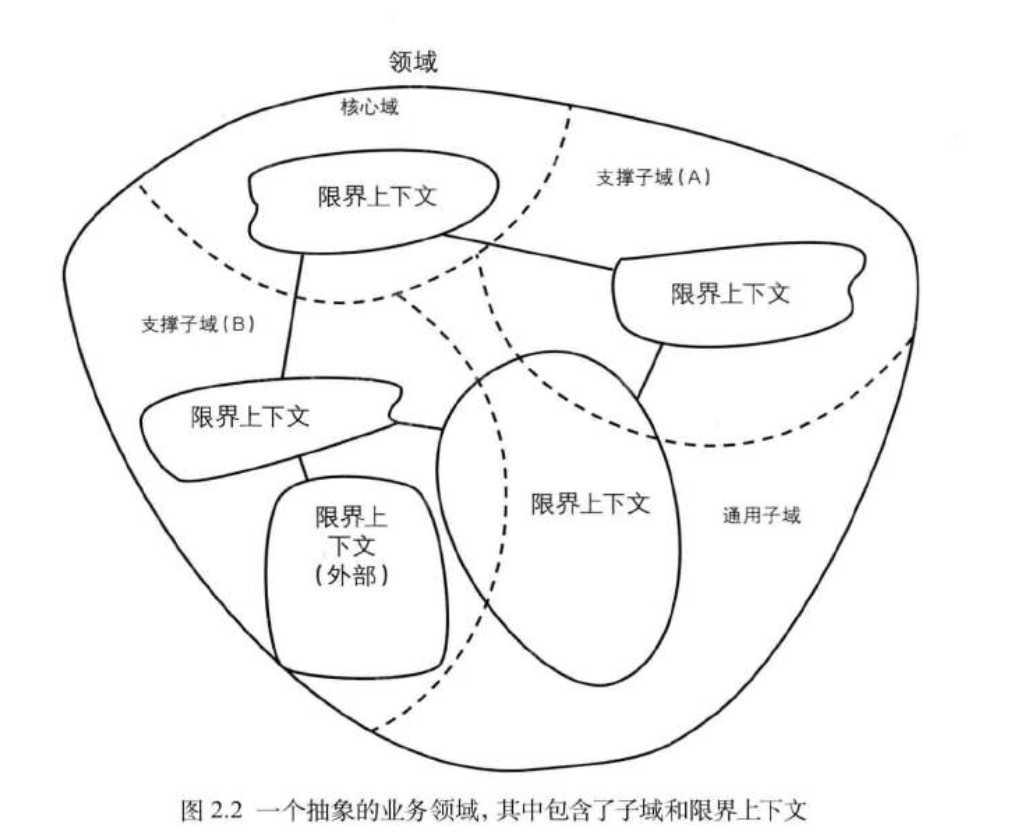 领域
核心域
限界上下文
支撑子域(A)
限界上下文
支撑子域(B)
限界上下文
限界上
下文
(外部)
限界上下文
通用子域
图 2.2 一个抽象的业务领域, 其中包含了子域和限界上下文